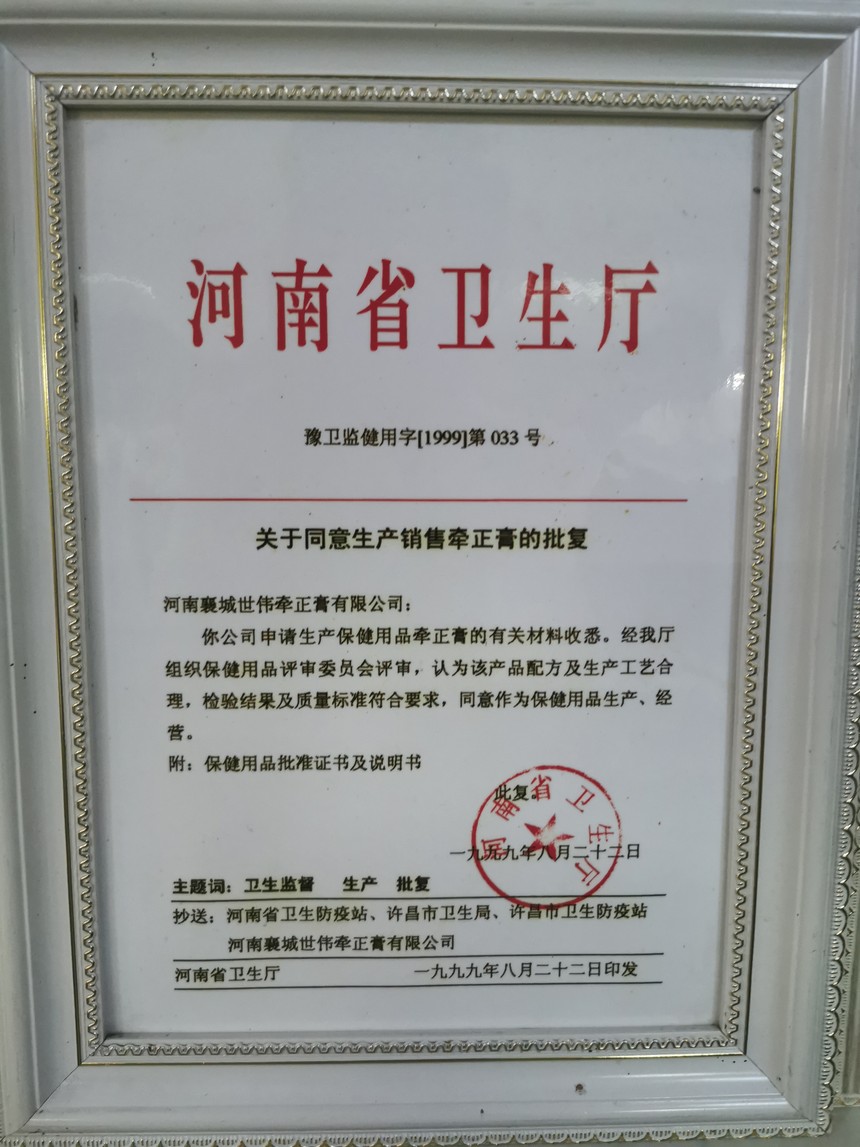 河南省卫生厅
豫卫监健用字[1999]第 033 号
关于同意生产销售牵正膏的批复
河南襄城世伟牵正膏有限公司：
你公司申请生产保健用品牵正膏的有关材料收悉。经我厅
组织保健用品评审委员会评审，认为该产品配方及生产工艺合
理，检验结果及质量标准符合要求，同意作为保健用品生产、经
营。
附：保健用品批准证书及说明书
此复。
河南省卫生厅
一九九九年八月二十二日
主题词：卫生监督 生产 批复
抄送：河南省卫生防疫站、许昌市卫生局、许昌市卫生防疫站
河南襄城世伟牵正膏有限公司
河南省卫生厅 一九九九年八月二十二日印发